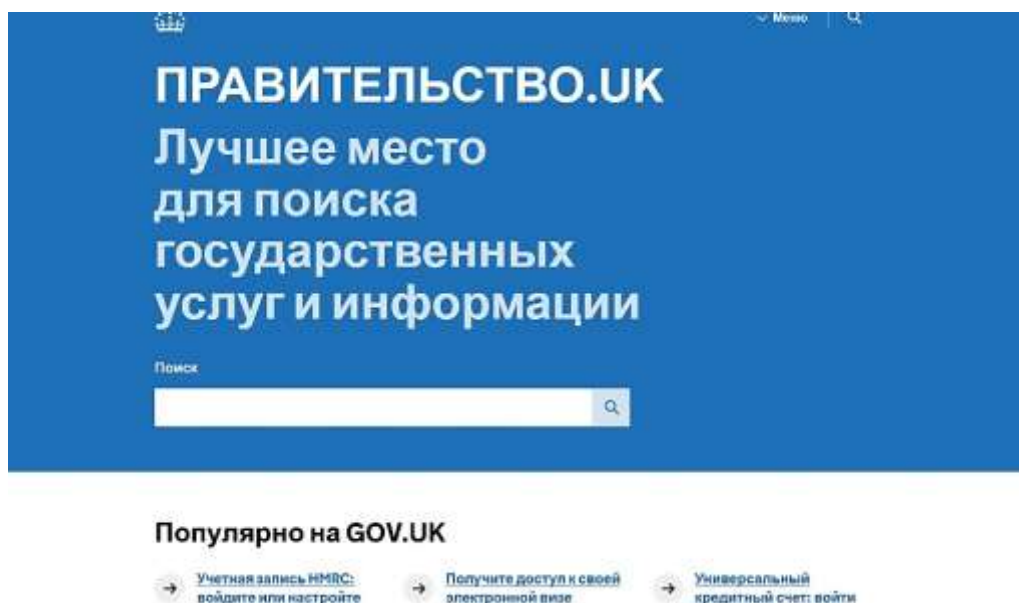 Меню
ПРАВИТЕЛЬСТВО.UK
Лучшее место
для поиска
государственных
услуг и информации
Поиск
Популярно на GOV.UK
Учетная запись HMRC:
войдите или настройте
Получите доступ к своей
электронной визе
Универсальный
кредитный счет: войти